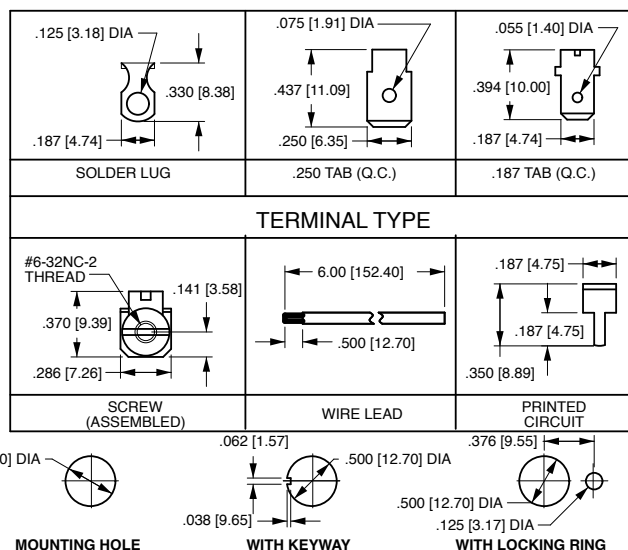 .125 [3.18] DIA
.330 [8.38]
.187 [4.74]
SOLDER LUG
.075 [1.91] DIA
.437 [11.09]
.250 [6.35]
.250 TAB (Q.C.)
.055 [1.40] DIA
.394 [10.00]
.187 [4.74]
.187 TAB (Q.C.)
TERMINAL TYPE
#6-32NC-2
THREAD
.141 [3.58]
.370 [9.39]
.286 [7.26]
SCREW
(ASSEMBLED)
6.00 [152.40]
.500 [12.70]
WIRE LEAD
.187 [4.75]
.187 [4.75]
.350 [8.89]
PRINTED
CIRCUIT
0] DIA
MOUNTING HOLE
.062 [1.57]
.500 [12.70] DIA
.038 [9.65]
WITH KEYWAY
.376 [9.55]
.500 [12.70] DIA
.125 [3.17] DIA
WITH LOCKING RING